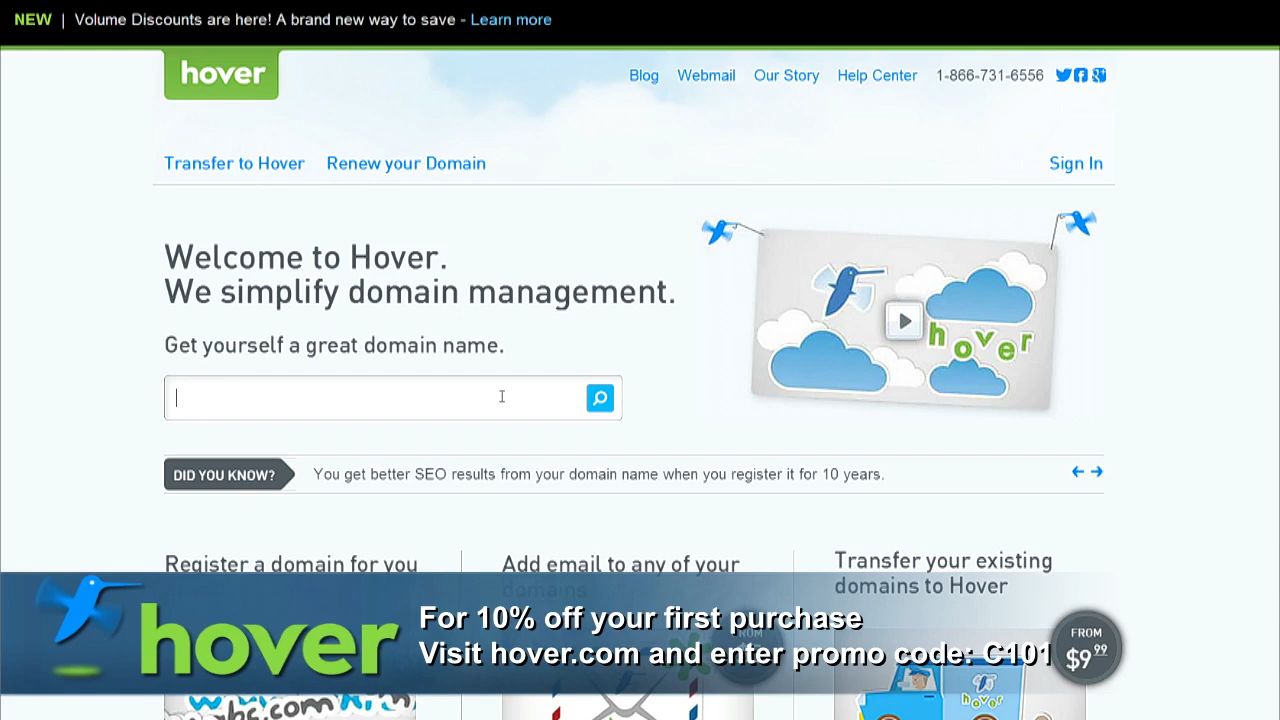 NEW | Volume Discounts are here! A brand new way to save - Learn more
hover
Blog Webmail Our Story Help Center 1-866-731-6556
Transfer to Hover Renew your Domain Sign In
Welcome to Hover.
We simplify domain management.
Get yourself a great domain name.
hover
DID YOU KNOW? You get better SEO results from your domain name when you register it for 10 years.
Register a domain for you
Add email to any of your
domains
Transfer your existing
domains to Hover
hover
For 10% off your first purchase
Visit hover.com and enter promo code: C101
FROM
$9 99
hover